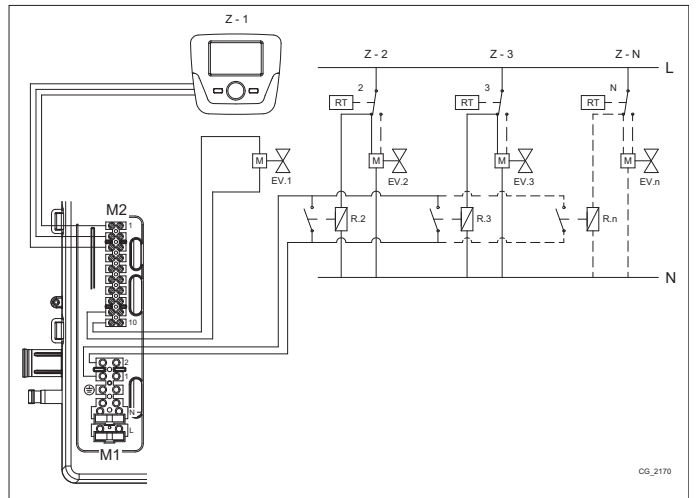 Z - 1
Z - 2
Z - 3
Z - N
L
2
3
N
RT
RT
RT
M
EV.1
M
EV.2
M
EV.3
M
EV.n
R.2
R.3
R.n
N
M2
1
10
2
1
N
L
M1
CG_2170